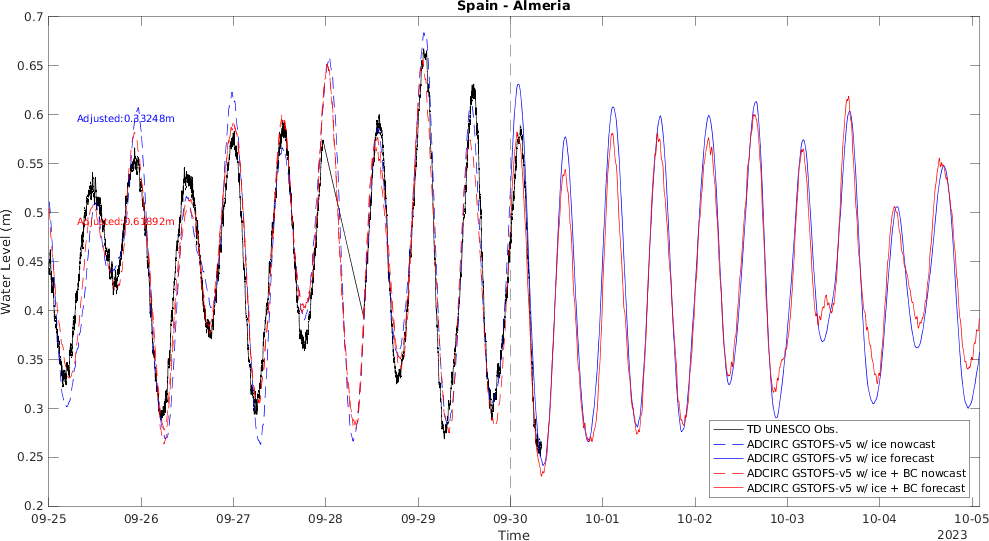 Spain - Almeria
0.7
0.65
0.6
0.55
0.5
0.45
0.4
0.35
0.3
0.25
0.2
Water Level (m)
Adjusted:0.33248m
Adjusted:0.61892m
TD UNESCO Obs.
ADCIRC GSTOFS-v5 w/ ice nowcast
ADCIRC GSTOFS-v5 w/ ice forecast
ADCIRC GSTOFS-v5 w/ ice + BC nowcast
ADCIRC GSTOFS-v5 w/ ice + BC forecast
09-25 09-26 09-27 09-28 09-29 09-30 10-01 10-02 10-03 10-04 10-05
Time
2023